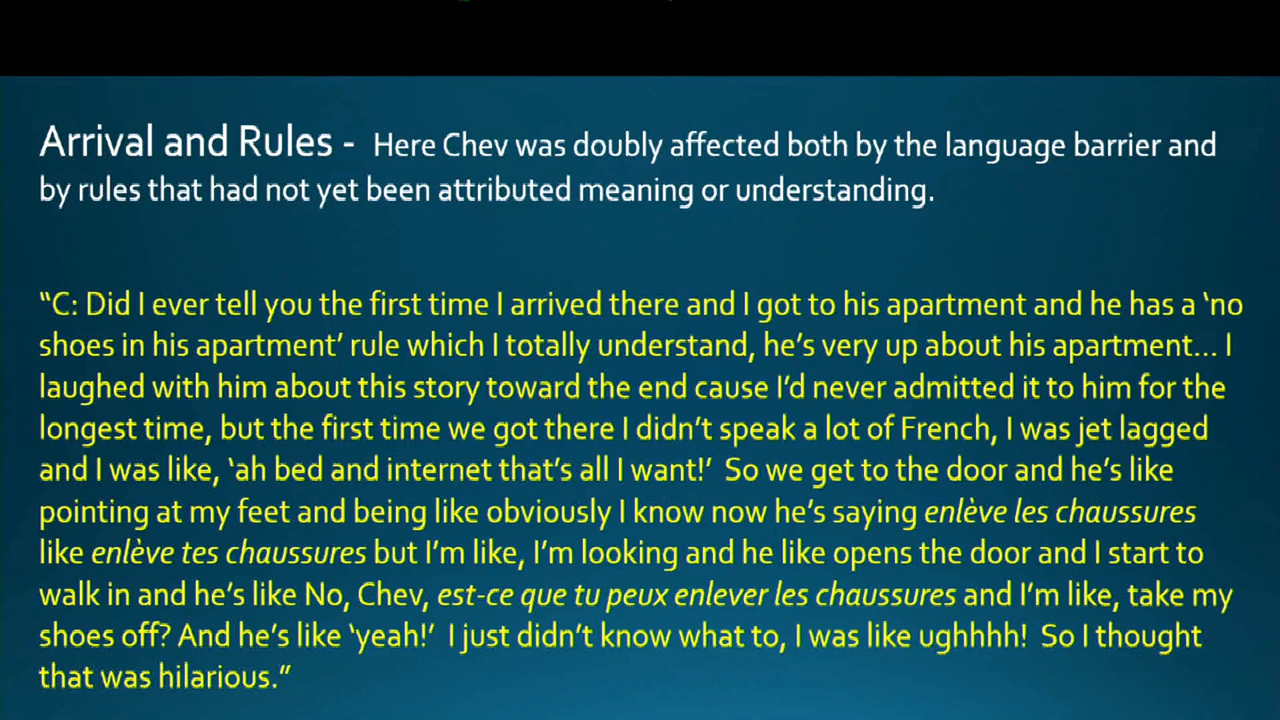 Arrival and Rules - Here Chev was doubly affected both by the language barrier and
by rules that had not yet been attributed meaning or understanding.
“C: Did I ever tell you the first time I arrived there and I got to his apartment and he has a ‘no
shoes in his apartment’ rule which I totally understand, he’s very up about his apartment... I
laughed with him about this story toward the end cause I’d never admitted it to him for the
longest time, but the first time we got there I didn’t speak a lot of French, I was jet lagged
and I was like, ‘ah bed and internet that’s all I want!’ So we get to the door and he’s like
pointing at my feet and being like obviously I know now he’s saying enlève les chaussures
like enlève tes chaussures but I’m like, I’m looking and he like opens the door and I start to
walk in and he’s like No, Chev, est-ce que tu peux enlever les chaussures and I’m like, take my
shoes off? And he’s like ‘yeah!’ I just didn’t know what to, I was like ughhhh! So I thought
that was hilarious.”